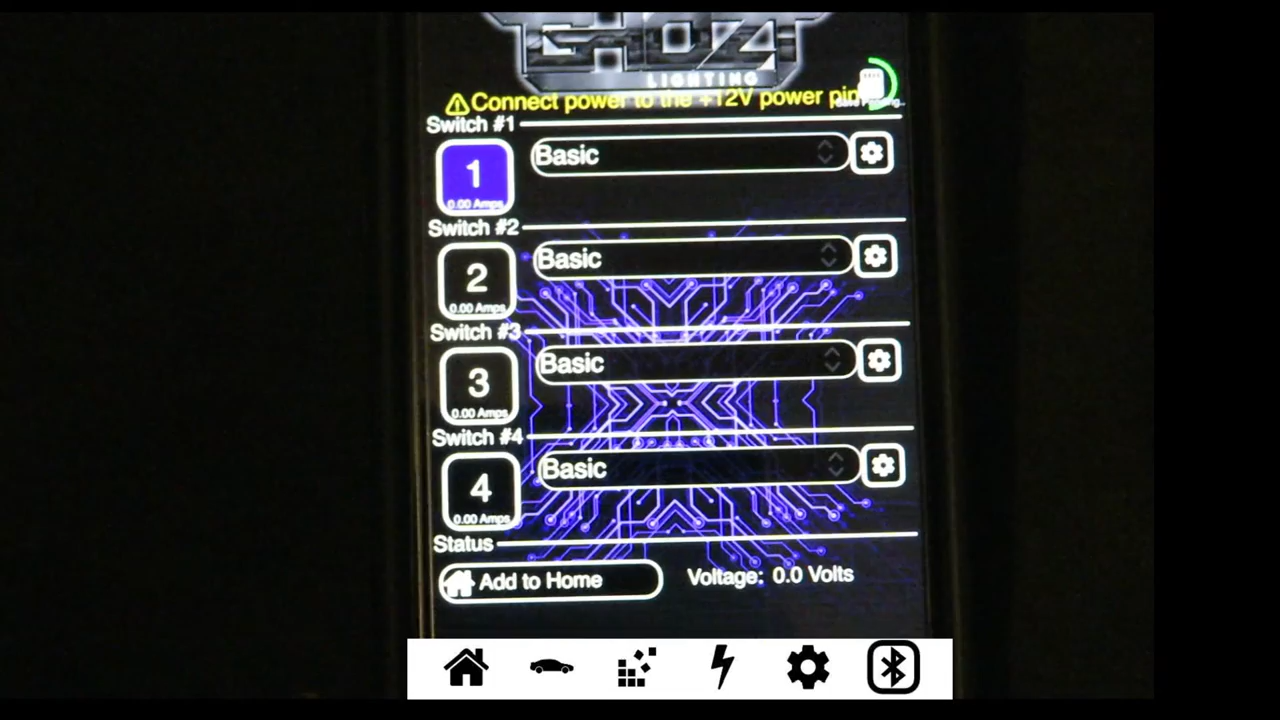 LIGHTING
Connect power to the +12V power pin
Switch #1
1
0.00 Amps
Basic
Switch #2
2
0.00 Amps
Basic
Switch #3
3
0.00 Amps
Basic
Switch #4
4
0.00 Amps
Basic
Status
Add to Home
Voltage: 0.0 Volts